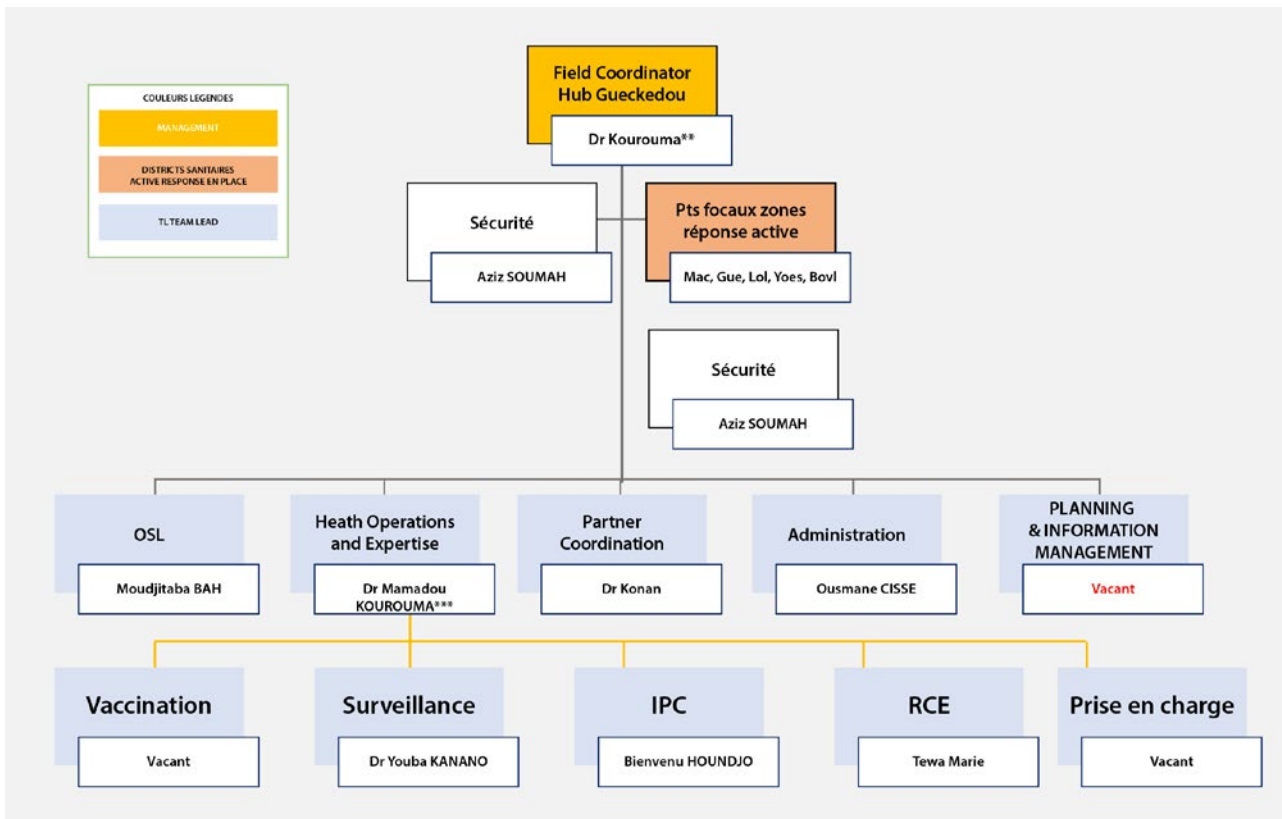 Field Coordinator
Hub Gueckedou
Dr Kourouma**
COULEURS LEGENDES
MANAGEMENT
DISTRICTS SANITAIRES
ACTIVE RESPONSE EN PLACE
TL TEAM LEAD
Sécurité
Aziz SOUMAH
Pts focaux zones
réponse active
Mac, Gue, Lol, Yoes, Bovl
Sécurité
Aziz SOUMAH
OSL
Moudjitaba BAH
Heath Operations
and Expertise
Dr Mamadou
KOUROUMA***
Partner
Coordination
Dr Konan
Administration
Ousmane CISSE
PLANNING
& INFORMATION
MANAGEMENT
Vacant
Vaccination
Vacant
Surveillance
Dr Youba KANANO
IPC
Bienvenu HOUNDJO
RCE
Tewa Marie
Prise en charge
Vacant